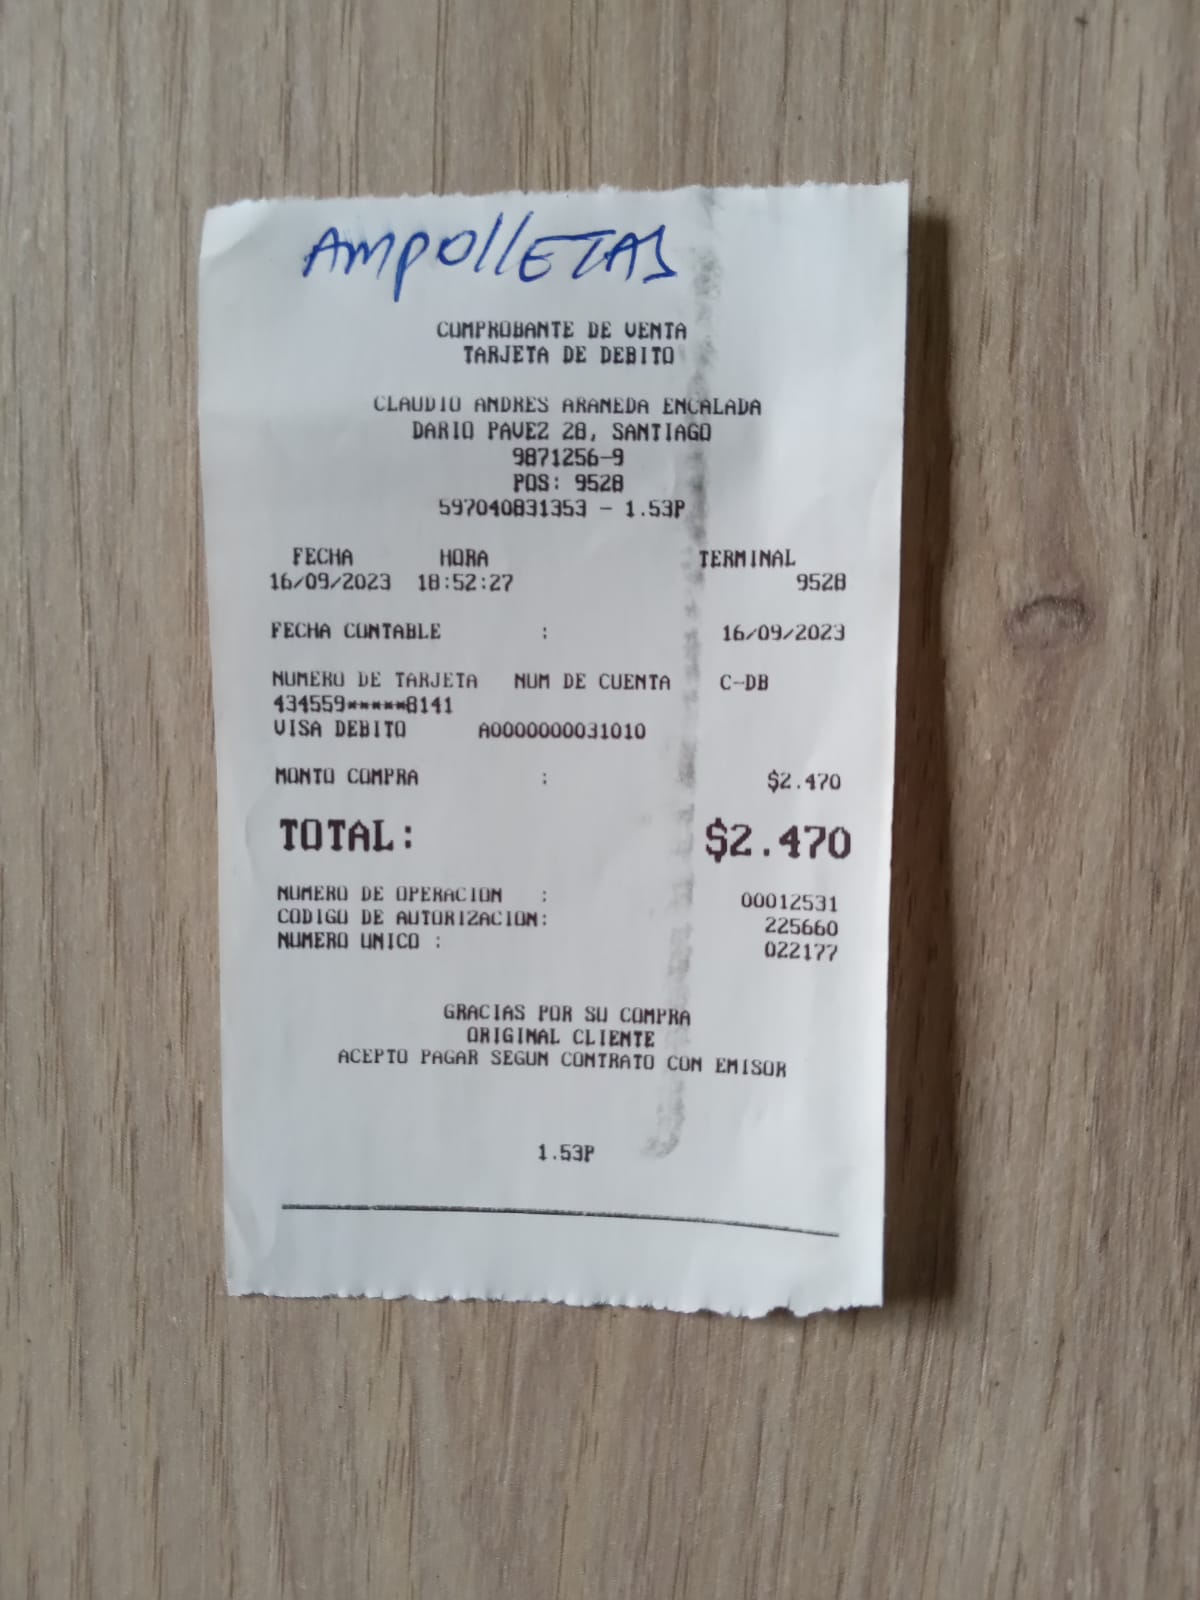 AMPOLLETAS
COMPROBANTE DE VENTA
TARJETA DE DEBITO
CLAUDIO ANDRES ARANEDA ENCALADA
DARIO PAVEZ 28, SANTIAGO
9871256-9
POS: 9528
597040831353 - 1.53P
FECHA HORA TERMINAL
16/09/2023 18:52:27 9528
FECHA CONTABLE : 16/09/2023
NUMERO DE TARJETA NUM DE CUENTA C-DB
434559*****8141
VISA DEBITO A0000000031010
MONTO COMPRA : $2.470
TOTAL: $2.470
NUMERO DE OPERACION : 00012531
CODIGO DE AUTORIZACION: 225660
NUMERO UNICO : 022177
GRACIAS POR SU COMPRA
ORIGINAL CLIENTE
ACEPTO PAGAR SEGUN CONTRATO CON EMISOR
1.53P